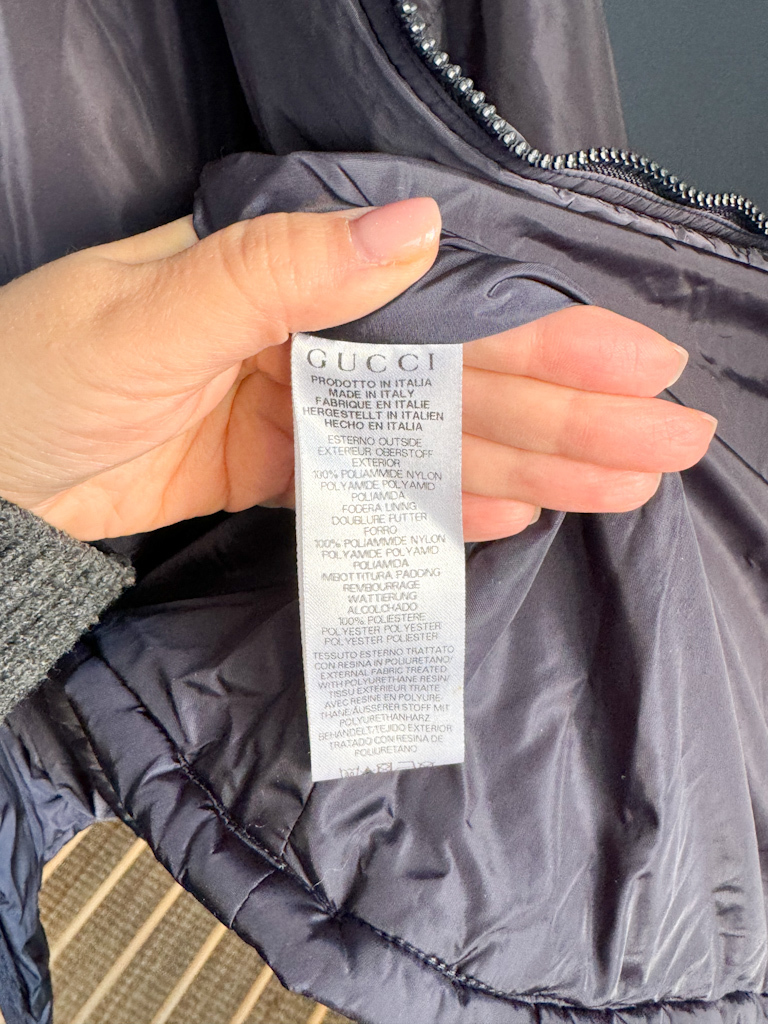 GUCCI
PRODOTTO IN ITALIA
MADE IN ITALY
FABRIQUE EN ITALIE
HERGESTELLT IN ITALIEN
HECHO EN ITALIA
ESTERNO OUTSIDE
EXTERIEUR OBERSTOFF
EXTERIOR
100% POLIAMMIDE NYLON
POLYAMIDE POLYAMID
POLIAMIDA
FODERA LINING
DOUBLURE FUTTER
FORRO
100% POLIAMMIDE NYLON
POLYAMIDE POLYAMID
POLIAMIDA
IMBOTTITURA PADDING
REMBOURRAGE
WATTIERUNG
ALCOLCHADO
100% POLIESTERE
POLYESTER POLYESTER
POLYESTER POLIESTER
TESSUTO ESTERNO TRATTATO
CON RESINA IN POLIURETANO/
EXTERNAL FABRIC TREATED
WITH POLYURETHANE RESIN/
TISSU EXTERIEUR TRAITE
AVEC RESINE EN POLYURE-
THANE/ÄUSSERER STOFF MIT
POLYURETHANHARZ
BEHANDELT/TEJIDO EXTERIOR
TRATADO CON RESINA DE
POLIURETANO